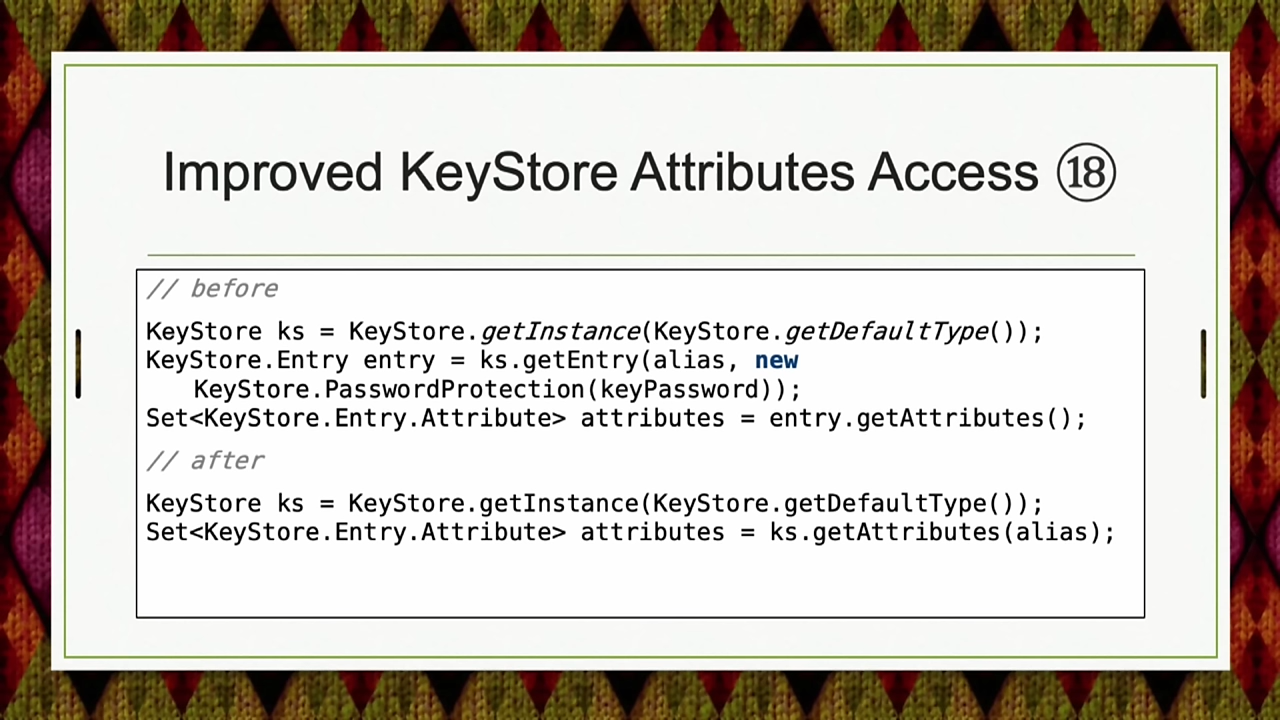 Improved KeyStore Attributes Access ⑱
// before
KeyStore ks = KeyStore.getInstance(KeyStore.getDefaultType());
KeyStore.Entry entry = ks.getEntry(alias, new
KeyStore.PasswordProtection(keyPassword));
Set<KeyStore.Entry.Attribute> attributes = entry.getAttributes();
// after
KeyStore ks = KeyStore.getInstance(KeyStore.getDefaultType());
Set<KeyStore.Entry.Attribute> attributes = ks.getAttributes(alias);